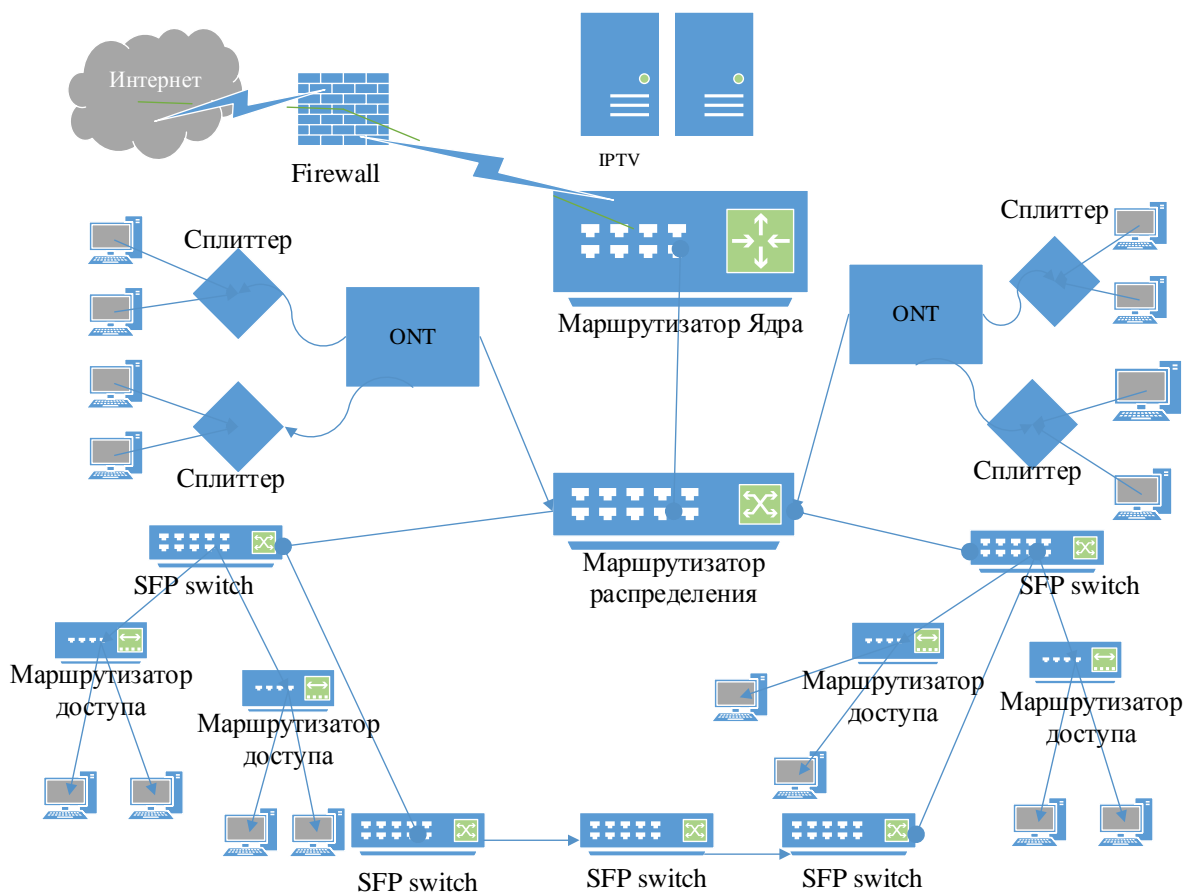 Интернет
Firewall
IPTV
Сплиттер
Сплиттер
ONT
Маршрутизатор Ядра
ONT
Сплиттер
Сплиттер
Маршрутизатор
распределения
SFP switch
SFP switch
Маршрутизатор
доступа
Маршрутизатор
доступа
Маршрутизатор
доступа
Маршрутизатор
доступа
SFP switch
SFP switch
SFP switch